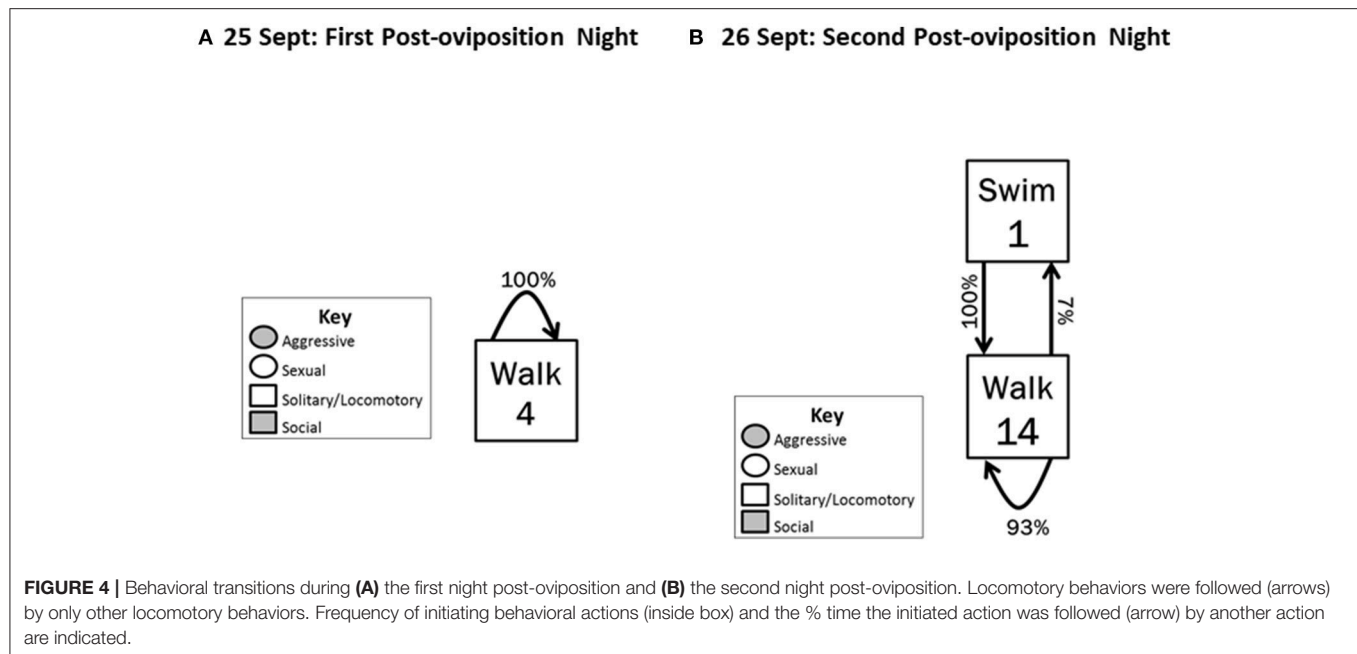 A 25 Sept: First Post-oviposition Night
B 26 Sept: Second Post-oviposition Night
100%
Walk
4
Key
Aggressive
Sexual
Solitary/Locomotory
Social
Swim
1
100%
7%
Walk
14
93%
Key
Aggressive
Sexual
Solitary/Locomotory
Social
FIGURE 4 | Behavioral transitions during (A) the first night post-oviposition and (B) the second night post-oviposition. Locomotory behaviors were followed (arrows)
by only other locomotory behaviors. Frequency of initiating behavioral actions (inside box) and the % time the initiated action was followed (arrow) by another action
are indicated.